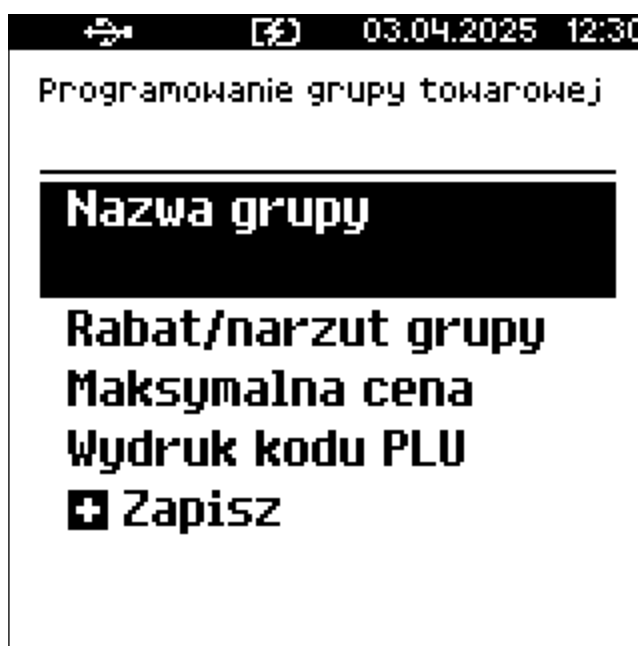 03.04.2025 12:30
Programowanie grupy towarowej
Nazwa grupy
Rabat/narzut grupy
Maksymalna cena
Wydruk kodu PLU
Zapisz